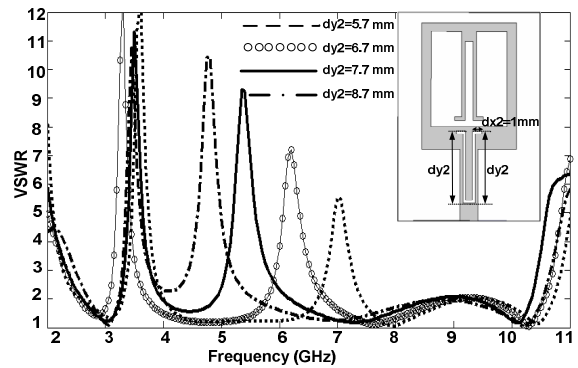 12
11
10
9
8
7
6
5
4
3
2
1
VSWR
dy2=5.7 mm
dy2=6.7 mm
dy2=7.7 mm
dy2=8.7 mm
dx2=1mm
dy2 dy2
2 3 4 5 6 7 8 9 10 11
Frequency (GHz)